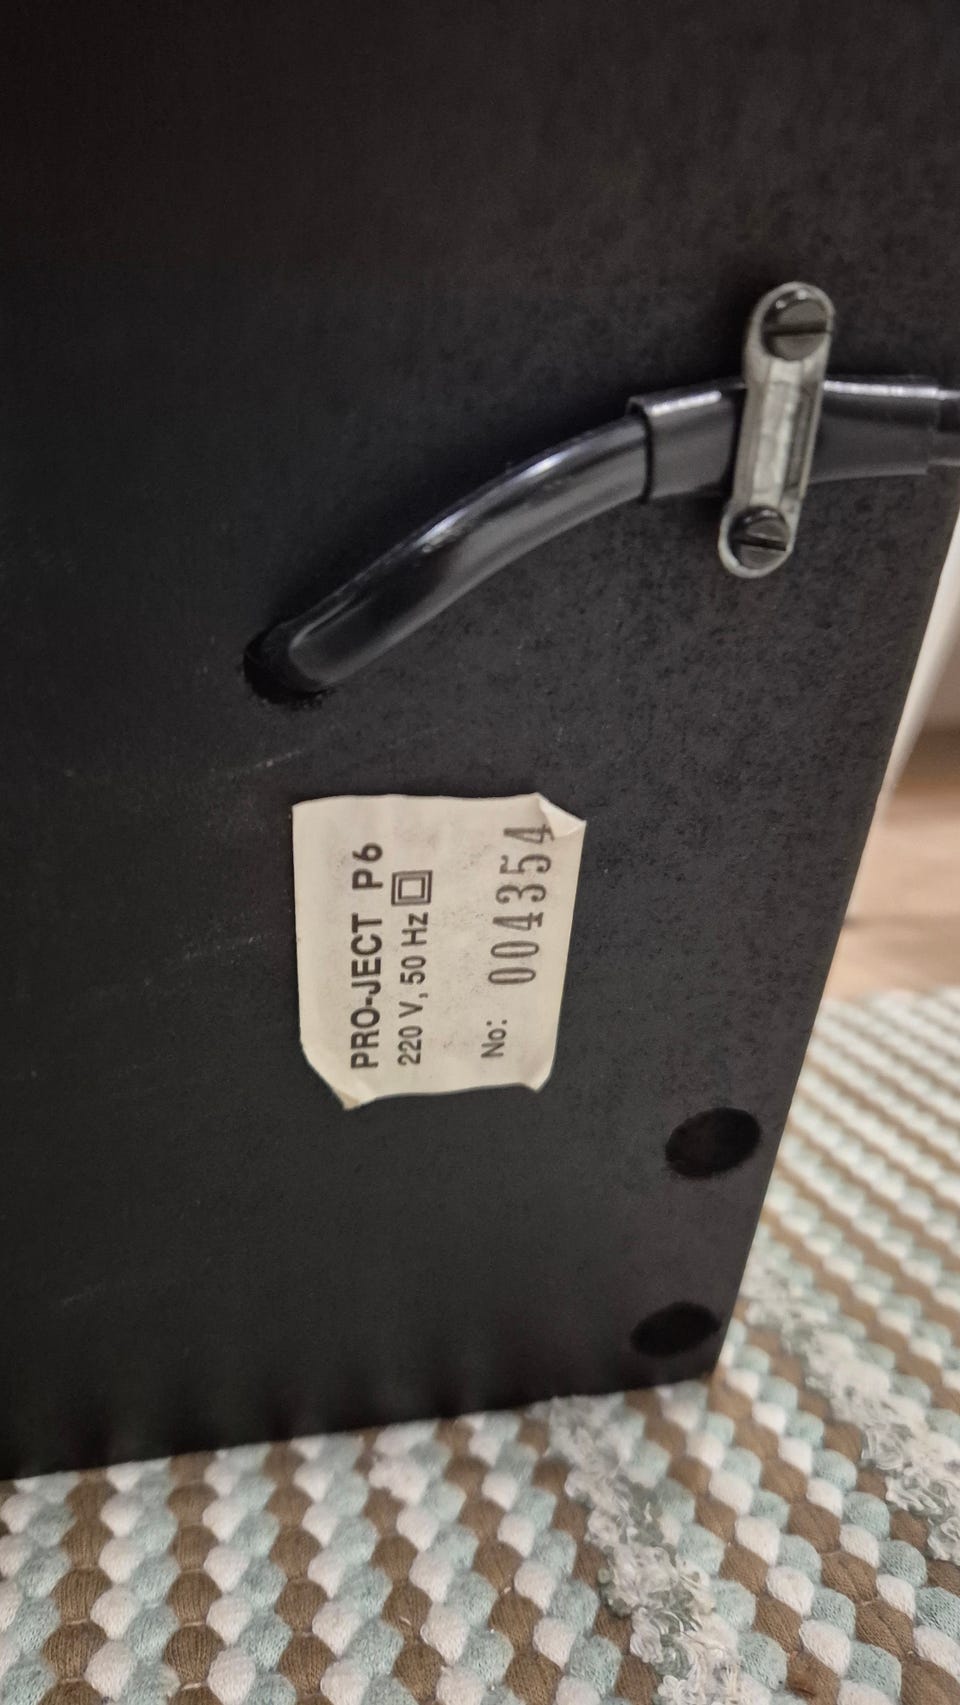 PRO-JECT P6
220 V, 50 Hz
No: 004354